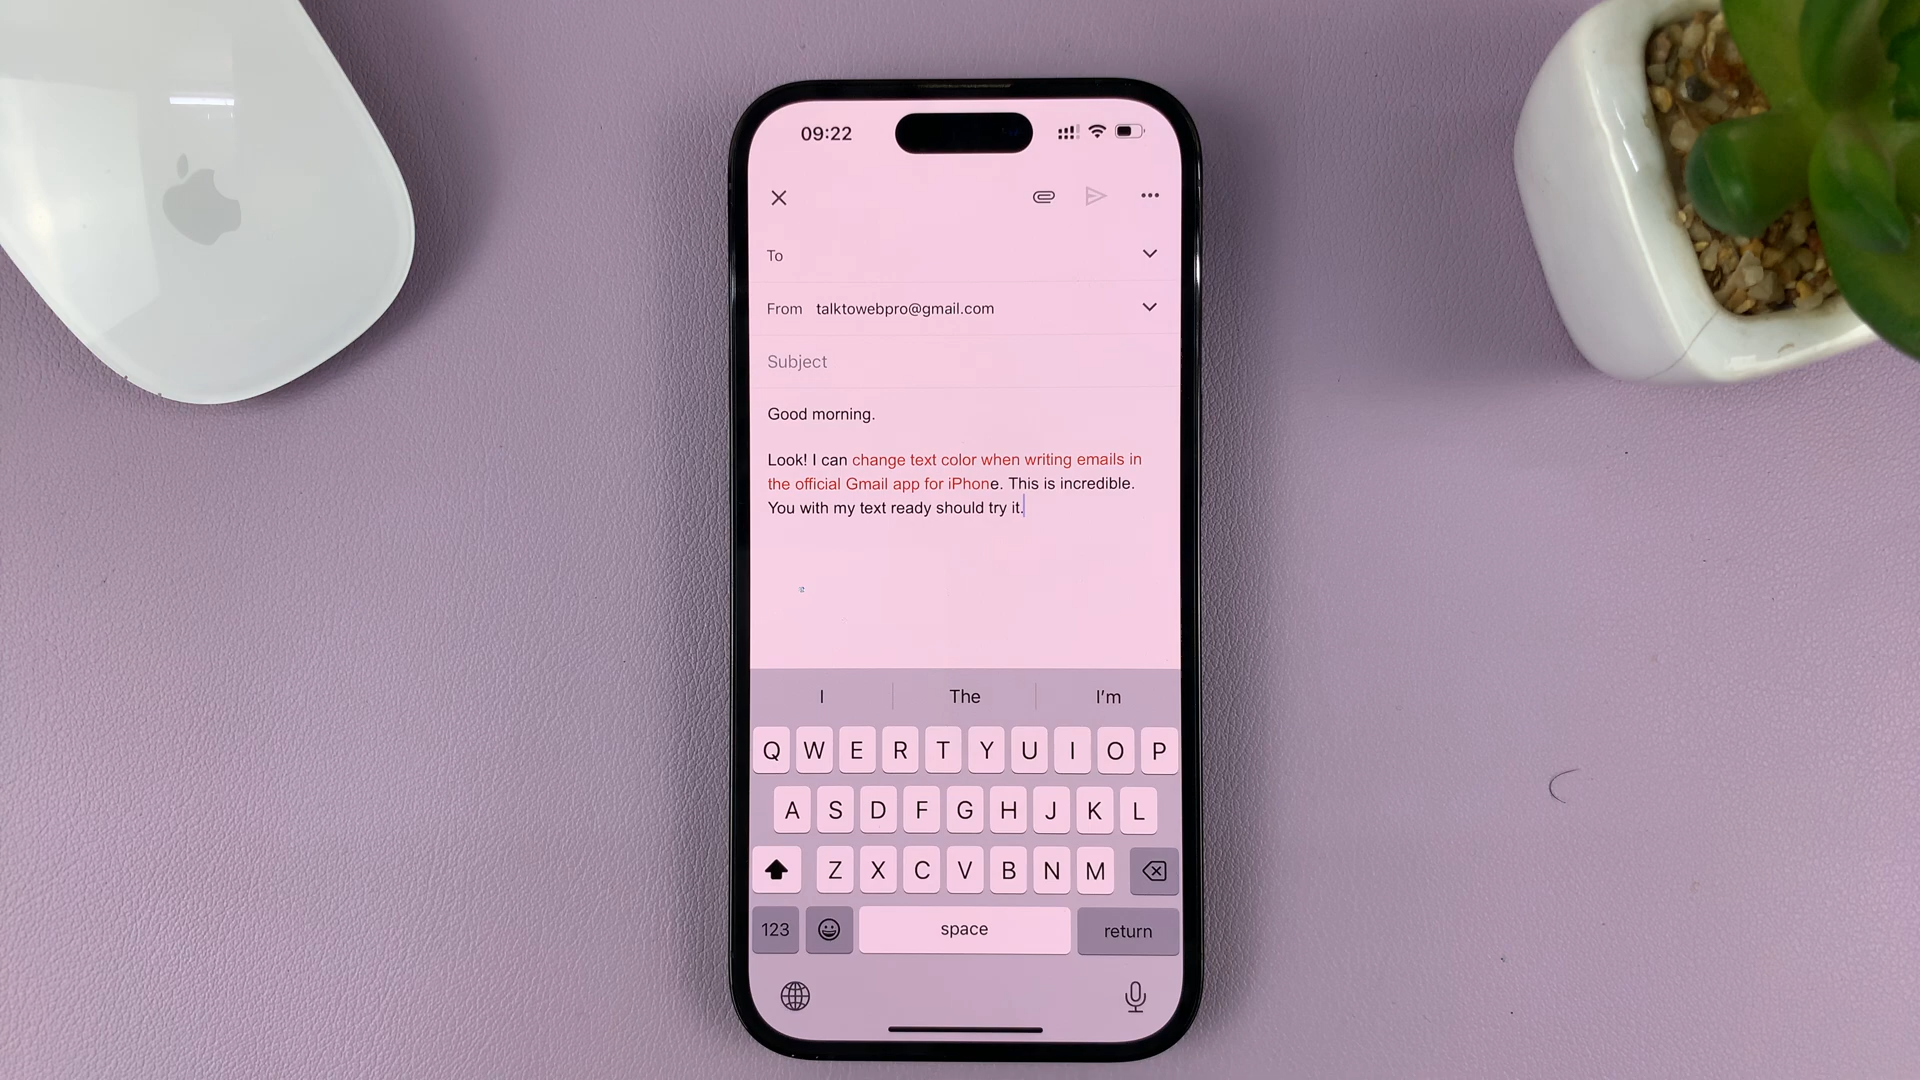 09:22
To
From talktowebpro@gmail.com
Subject
Good morning.
Look! I can change text color when writing emails in
the official Gmail app for iPhone. This is incredible.
You with my text ready should try it.
I The I'm
Q W E R T Y U I O P
A S D F G H J K L
Z X C V B N M
123 space return